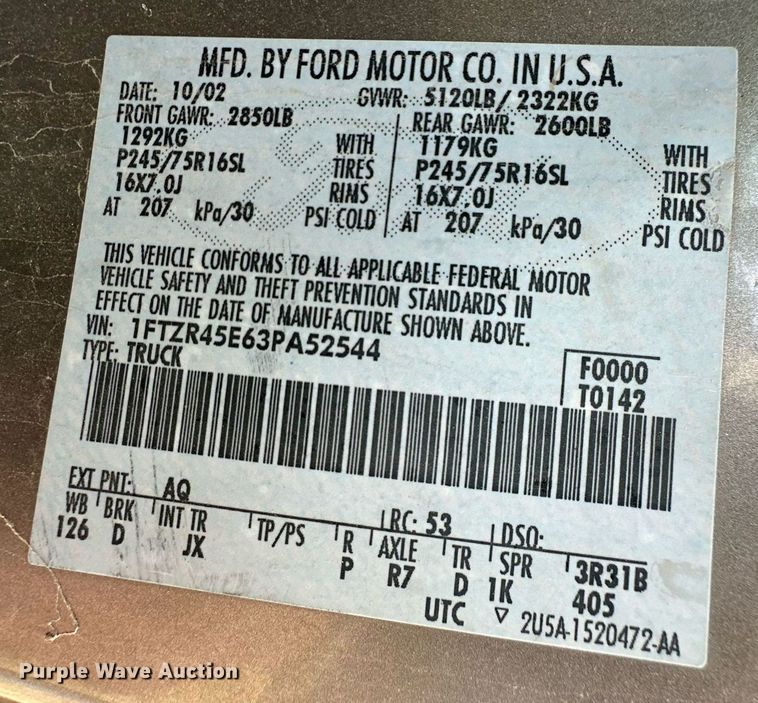 MFD. BY FORD MOTOR CO. IN U.S.A.
DATE: 10/02 GVWR: 5120LB/ 2322KG
FRONT GAWR: 2850LB REAR GAWR: 2600LB
1292KG WITH 1179KG WITH
P245/75R16SL TIRES P245/75R16SL TIRES
16X7.0J RIMS 16X7.0J RIMS
AT 207 kPa/30 PSI COLD AT 207 kPa/30 PSI COLD
THIS VEHICLE CONFORMS TO ALL APPLICABLE FEDERAL MOTOR
VEHICLE SAFETY AND THEFT PREVENTION STANDARDS IN
EFFECT ON THE DATE OF MANUFACTURE SHOWN ABOVE.
VIN: 1FTZR45E63PA52544
TYPE: TRUCK F0000
T0142
EXT PNT: AQ RC: 53 DSO:
WB BRK INT TR TP/PS R AXLE TR SPR 3R31B
126 D JX P R7 D 1K 405
UTC ▽ 2U5A-1520472-AA
Purple Wave Auction